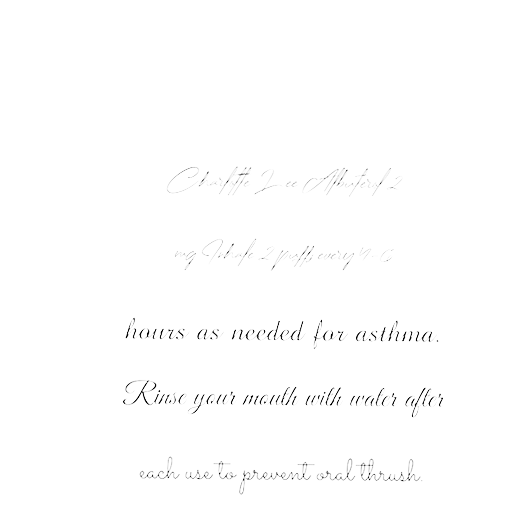 Charlotte Lee Albuterol 2
mg Inhale 2 puffs every 4-6
hours as needed for asthma.
Rinse your mouth with water after
each use to prevent oral thrush.